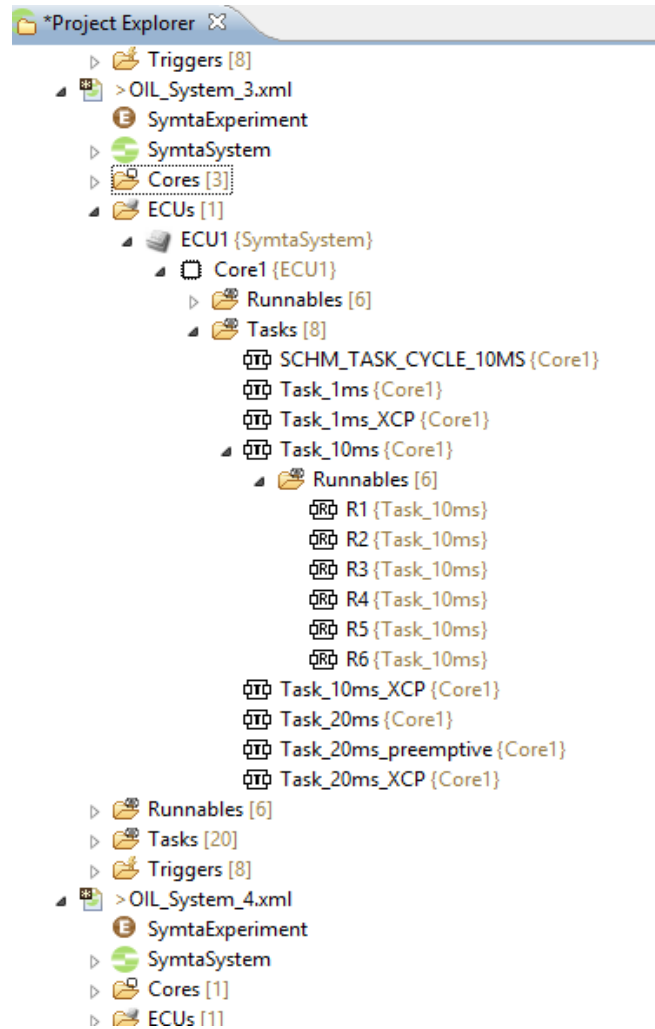 *Project Explorer
Triggers [8]
>OIL_System_3.xml
E SymtaExperiment
SymtaSystem
Cores [3]
ECUs [1]
ECU1 {SymtaSystem}
Core1 {ECU1}
Runnables [6]
Tasks [8]
T SCHM_TASK_CYCLE_10MS {Core1}
T Task_1ms {Core1}
T Task_1ms_XCP {Core1}
T Task_10ms {Core1}
Runnables [6]
R R1 {Task_10ms}
R R2 {Task_10ms}
R R3 {Task_10ms}
R R4 {Task_10ms}
R R5 {Task_10ms}
R R6 {Task_10ms}
T Task_10ms_XCP {Core1}
T Task_20ms {Core1}
T Task_20ms_preemptive {Core1}
T Task_20ms_XCP {Core1}
Runnables [6]
Tasks [20]
Triggers [8]
>OIL_System_4.xml
E SymtaExperiment
SymtaSystem
Cores [1]
ECUs [1]